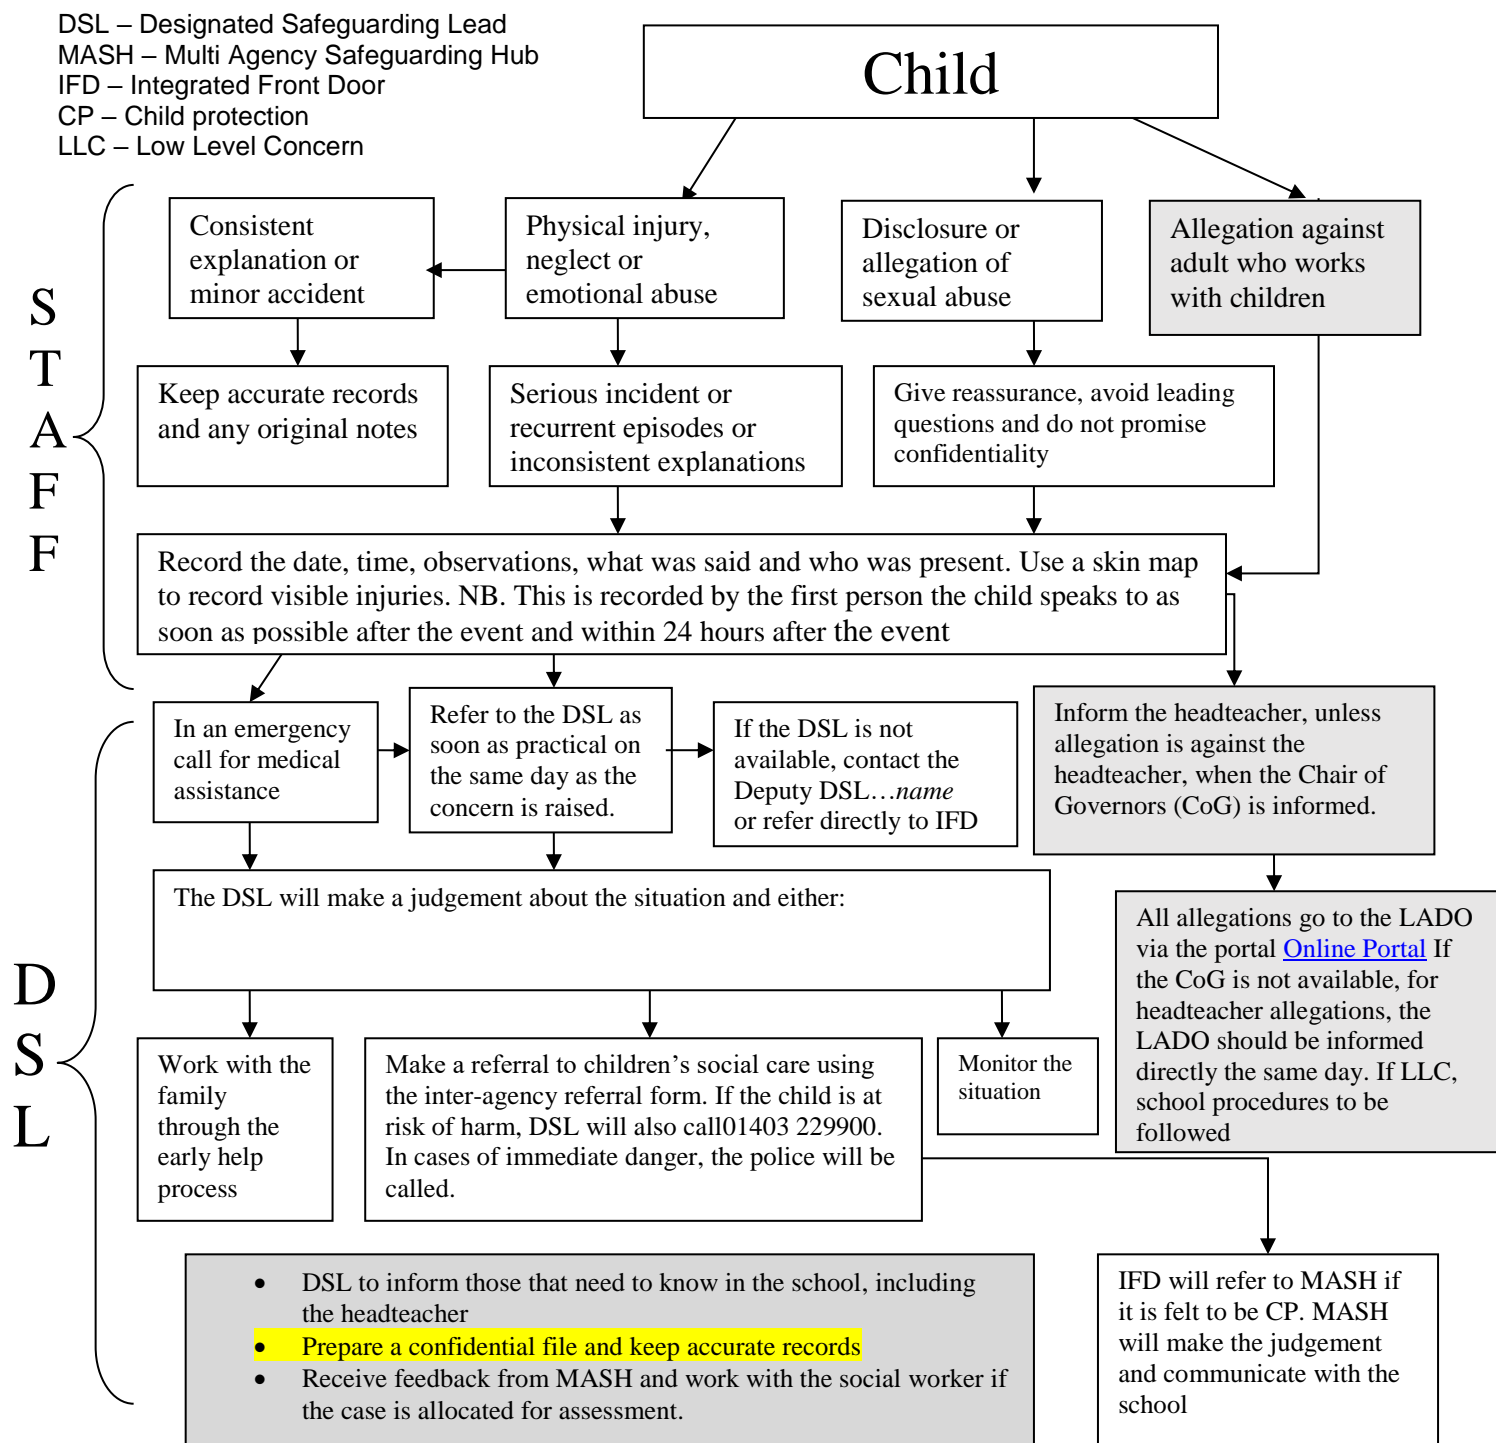 DSL – Designated Safeguarding Lead
MASH – Multi Agency Safeguarding Hub
IFD – Integrated Front Door
CP – Child protection
LLC – Low Level Concern
Child
S
T
A
F
F
Consistent
explanation or
minor accident
Physical injury,
neglect or
emotional abuse
Disclosure or
allegation of
sexual abuse
Allegation against
adult who works
with children
Keep accurate records
and any original notes
Serious incident or
recurrent episodes or
inconsistent explanations
Give reassurance, avoid leading
questions and do not promise
confidentiality
Record the date, time, observations, what was said and who was present. Use a skin map
to record visible injuries. NB. This is recorded by the first person the child speaks to as
soon as possible after the event and within 24 hours after the event
D
S
L
In an emergency
call for medical
assistance
Refer to the DSL as
soon as practical on
the same day as the
concern is raised.
If the DSL is not
available, contact the
Deputy DSL…name
or refer directly to IFD
Inform the headteacher, unless
allegation is against the
headteacher, when the Chair of
Governors (CoG) is informed.
The DSL will make a judgement about the situation and either:
All allegations go to the LADO
via the portal Online Portal If
the CoG is not available, for
headteacher allegations, the
LADO should be informed
directly the same day. If LLC,
school procedures to be
followed
Work with the
family
through the
early help
process
Make a referral to children’s social care using
the inter-agency referral form. If the child is at
risk of harm, DSL will also call01403 229900.
In cases of immediate danger, the police will be
called.
Monitor the
situation
• DSL to inform those that need to know in the school, including
the headteacher
• Prepare a confidential file and keep accurate records
• Receive feedback from MASH and work with the social worker if
the case is allocated for assessment.
IFD will refer to MASH if
it is felt to be CP. MASH
will make the judgement
and communicate with the
school